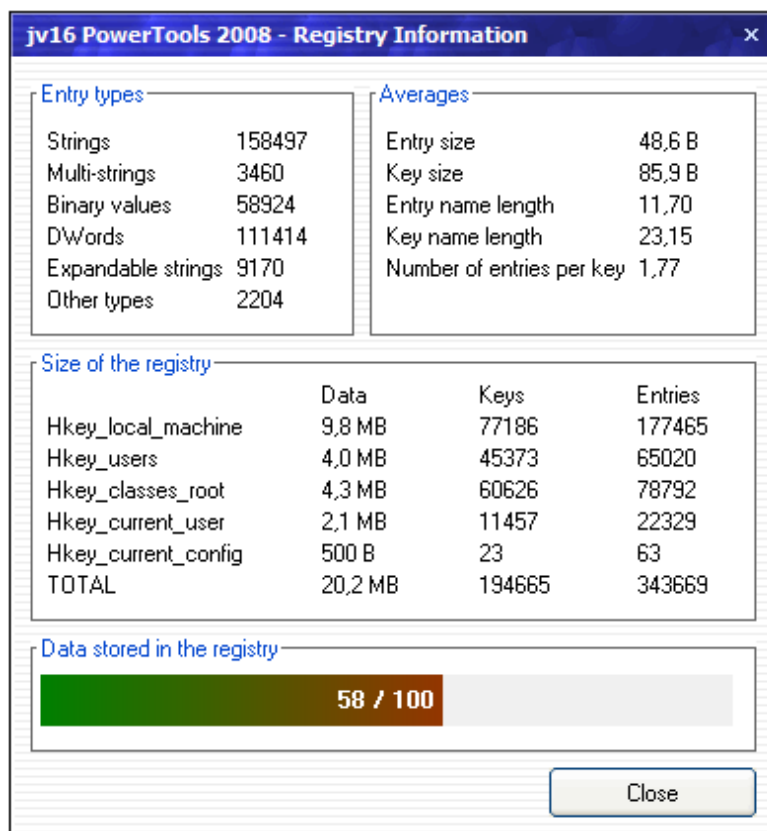 jv16 PowerTools 2008 - Registry Information
Entry types
Strings 158497
Multi-strings 3460
Binary values 58924
DWords 111414
Expandable strings 9170
Other types 2204
Averages
Entry size 48,6 B
Key size 85,9 B
Entry name length 11,70
Key name length 23,15
Number of entries per key 1,77
Size of the registry
Data Keys Entries
Hkey_local_machine 9,8 MB 77186 177465
Hkey_users 4,0 MB 45373 65020
Hkey_classes_root 4,3 MB 60626 78792
Hkey_current_user 2,1 MB 11457 22329
Hkey_current_config 500 B 23 63
TOTAL 20,2 MB 194665 343669
Data stored in the registry
58 / 100
Close